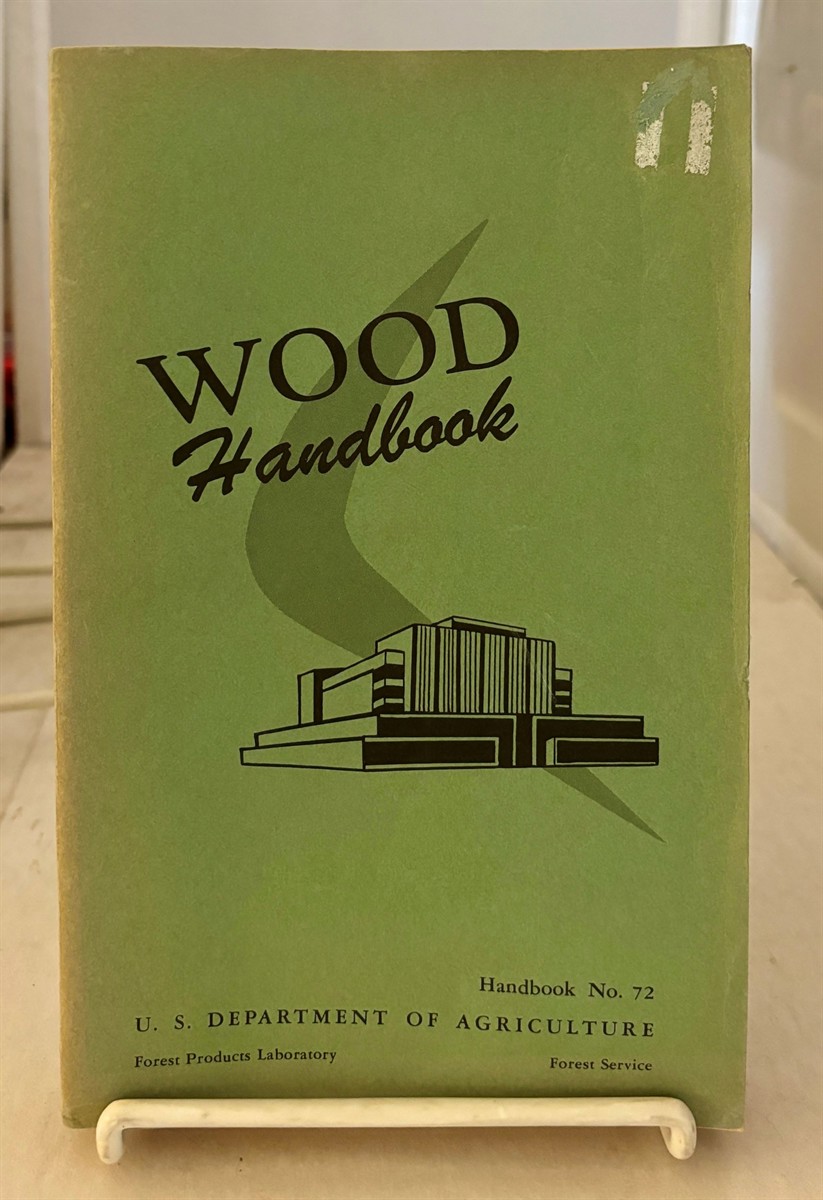 WOOD
Handbook
Handbook No. 72
U. S. DEPARTMENT OF AGRICULTURE
Forest Products Laboratory
Forest Service